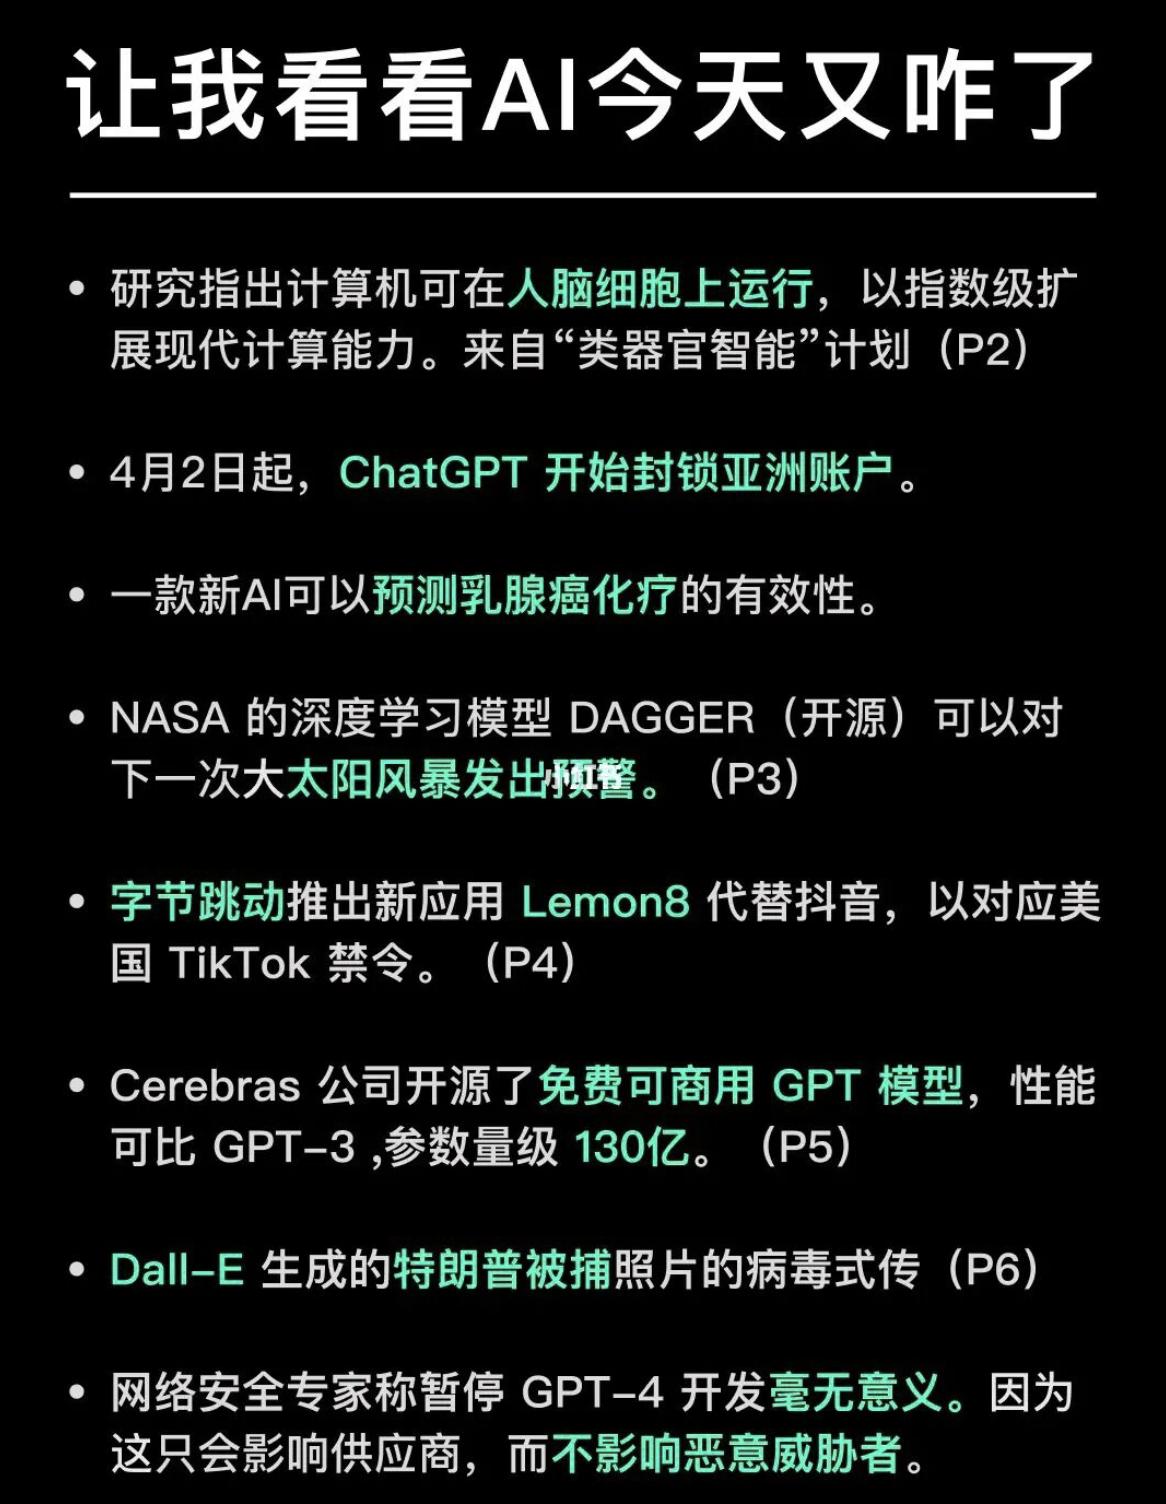 让我看看AI今天又咋了
• 研究指出计算机可在人脑细胞上运行，以指数级扩
展现代计算能力。来自“类器官智能”计划（P2）
• 4月2日起，ChatGPT 开始封锁亚洲账户。
• 一款新AI可以预测乳腺癌化疗的有效性。
• NASA 的深度学习模型 DAGGER（开源）可以对
下一次大太阳风暴发出预警。（P3）
小红书
• 字节跳动推出新应用 Lemon8 代替抖音，以对应美
国 TikTok 禁令。（P4）
• Cerebras 公司开源了免费可商用 GPT 模型，性能
可比 GPT-3 ,参数量级 130亿。（P5）
• Dall-E 生成的特朗普被捕照片的病毒式传（P6）
• 网络安全专家称暂停 GPT-4 开发毫无意义。因为
这只会影响供应商，而不影响恶意威胁者。